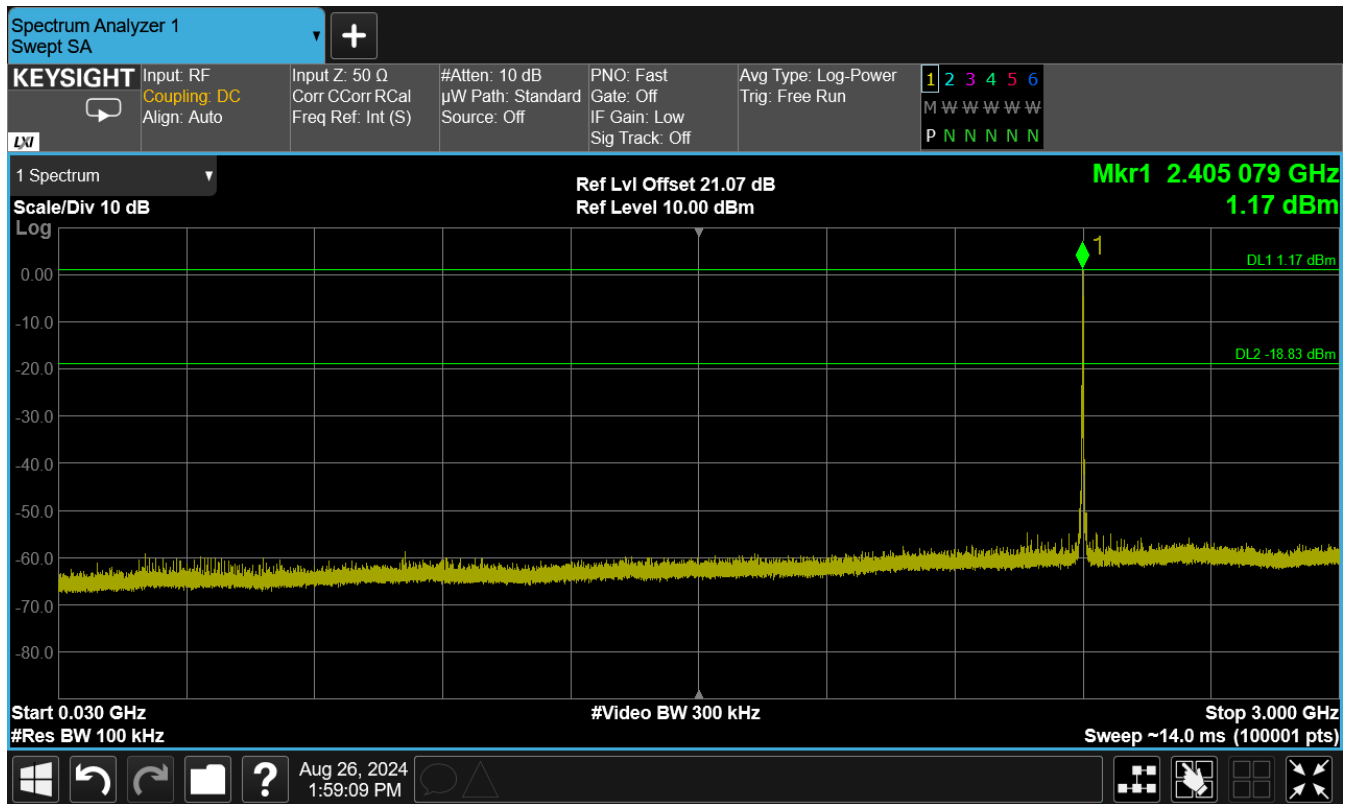 Spectrum Analyzer 1
Swept SA
KEYSIGHT
LXI
Input: RF
Coupling: DC
Align: Auto
Input Z: 50 Ω
Corr CCorr RCal
Freq Ref: Int (S)
#Atten: 10 dB
µW Path: Standard
Source: Off
PNO: Fast
Gate: Off
IF Gain: Low
Sig Track: Off
Avg Type: Log-Power
Trig: Free Run
1 2 3 4 5 6
M W W W W W
P N N N N N
1 Spectrum
Scale/Div 10 dB
Log
Ref Lvl Offset 21.07 dB
Ref Level 10.00 dBm
Mkr1 2.405 079 GHz
1.17 dBm
1
DL1 1.17 dBm
0.00
-10.0
DL2 -18.83 dBm
-20.0
-30.0
-40.0
-50.0
-60.0
-70.0
-80.0
Start 0.030 GHz
#Res BW 100 kHz
#Video BW 300 kHz
Stop 3.000 GHz
Sweep ~14.0 ms (100001 pts)
?
Aug 26, 2024
1:59:09 PM